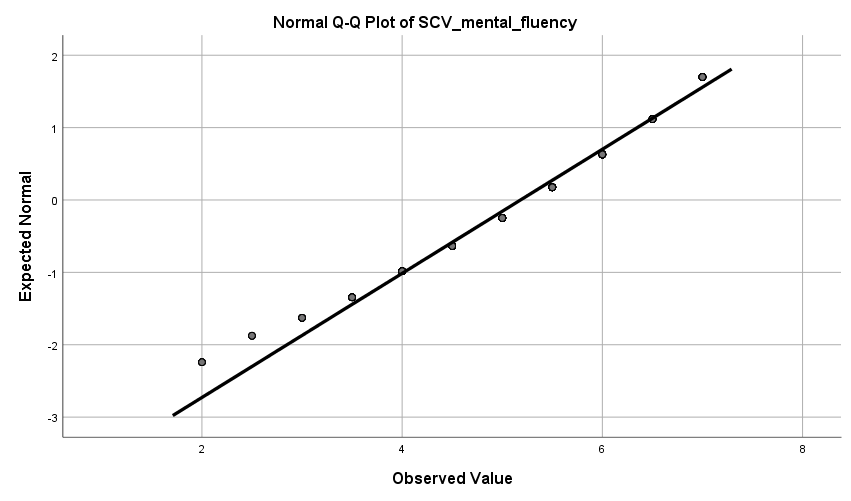 Normal Q-Q Plot of SCV_mental_fluency
2
1
0
-1
-2
-3
Expected Normal
2 4 6 8
Observed Value